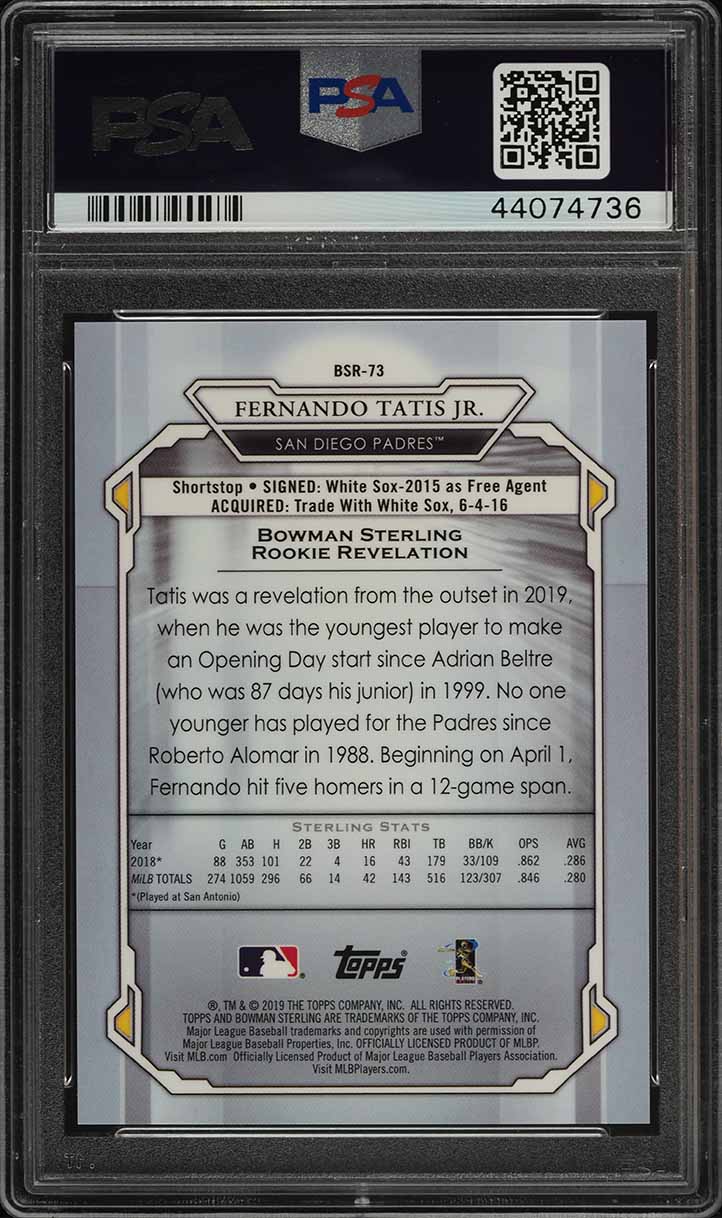 PSA
PSA
44074736
BSR-73
FERNANDO TATIS JR.
SAN DIEGO PADRES™
Shortstop • SIGNED: White Sox-2015 as Free Agent
ACQUIRED: Trade With White Sox, 6-4-16
BOWMAN STERLING
ROOKIE REVELATION
Tatis was a revelation from the outset in 2019,
when he was the youngest player to make
an Opening Day start since Adrian Beltre
(who was 87 days his junior) in 1999. No one
younger has played for the Padres since
Roberto Alomar in 1988. Beginning on April 1,
Fernando hit five homers in a 12-game span.
STERLING STATS
Year G AB H 2B 3B HR RBI TB BB/K OPS AVG
2018* 88 353 101 22 4 16 43 179 33/109 .862 .286
MiLB TOTALS 274 1059 296 66 14 42 143 516 123/307 .846 .280
*(Played at San Antonio)
Topps®
®, TM & © 2019 THE TOPPS COMPANY, INC. ALL RIGHTS RESERVED.
TOPPS AND BOWMAN STERLING ARE TRADEMARKS OF THE TOPPS COMPANY, INC.
Major League Baseball trademarks and copyrights are used with permission of
Major League Baseball Properties, Inc. OFFICIALLY LICENSED PRODUCT OF MLBP.
Visit MLB.com Officially Licensed Product of Major League Baseball Players Association.
Visit MLBPlayers.com.